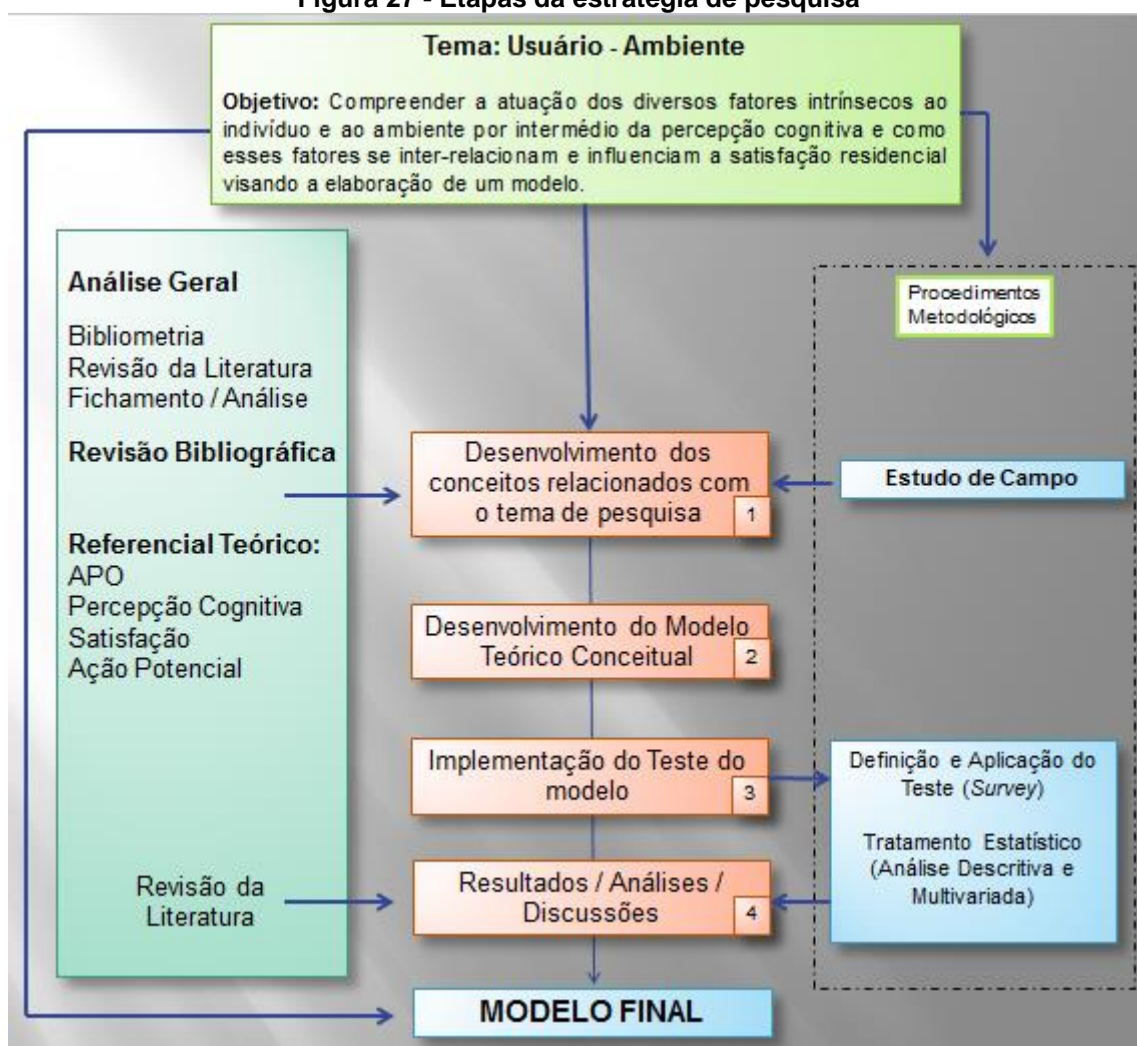 Figura 27 - Etapas da estratégia de pesquisa
Tema: Usuário - Ambiente
Objetivo: Compreender a atuação dos diversos fatores intrínsecos ao
indivíduo e ao ambiente por intermédio da percepção cognitiva e como
esses fatores se inter-relacionam e influenciam a satisfação residencial
visando a elaboração de um modelo.
Análise Geral
Bibliometria
Revisão da Literatura
Fichamento / Análise
Revisão Bibliográfica
Referencial Teórico:
APO
Percepção Cognitiva
Satisfação
Ação Potencial
Revisão da
Literatura
Desenvolvimento dos
conceitos relacionados com
o tema de pesquisa 1
Desenvolvimento do Modelo
Teórico Conceitual 2
Implementação do Teste do
modelo 3
Resultados / Análises /
Discussões 4
MODELO FINAL
Procedimentos
Metodológicos
Estudo de Campo
Definição e Aplicação do
Teste (Survey)
Tratamento Estatístico
(Análise Descritiva e
Multivariada)